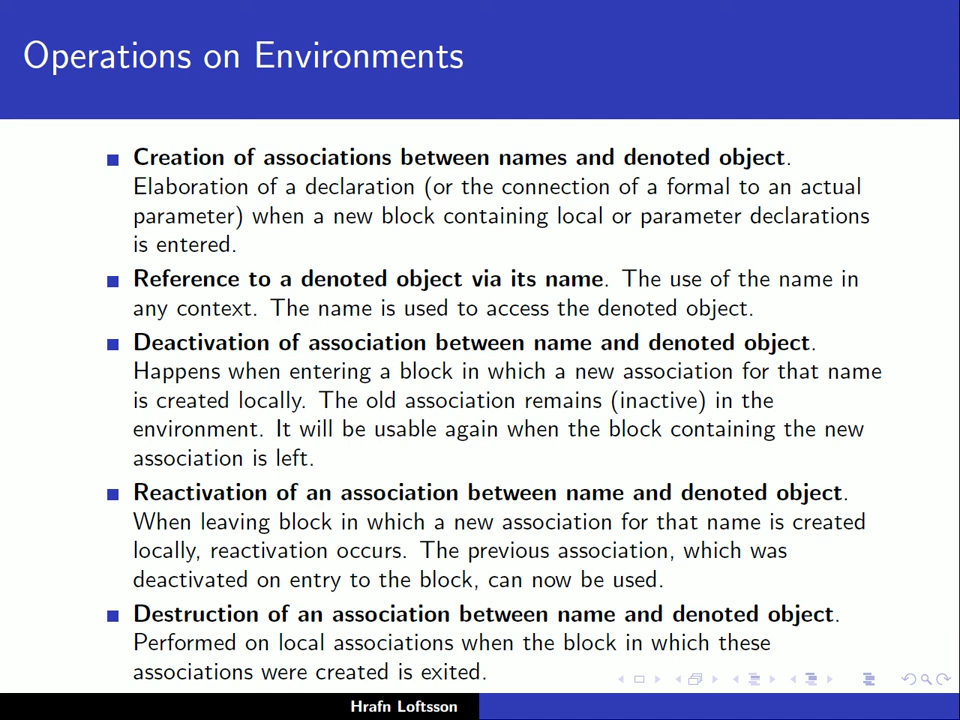 Operations on Environments
Creation of associations between names and denoted object.
Elaboration of a declaration (or the connection of a formal to an actual
parameter) when a new block containing local or parameter declarations
is entered.
Reference to a denoted object via its name. The use of the name in
any context. The name is used to access the denoted object.
Deactivation of association between name and denoted object.
Happens when entering a block in which a new association for that name
is created locally. The old association remains (inactive) in the
environment. It will be usable again when the block containing the new
association is left.
Reactivation of an association between name and denoted object.
When leaving block in which a new association for that name is created
locally, reactivation occurs. The previous association, which was
deactivated on entry to the block, can now be used.
Destruction of an association between name and denoted object.
Performed on local associations when the block in which these
associations were created is exited.
Hrafn Loftsson